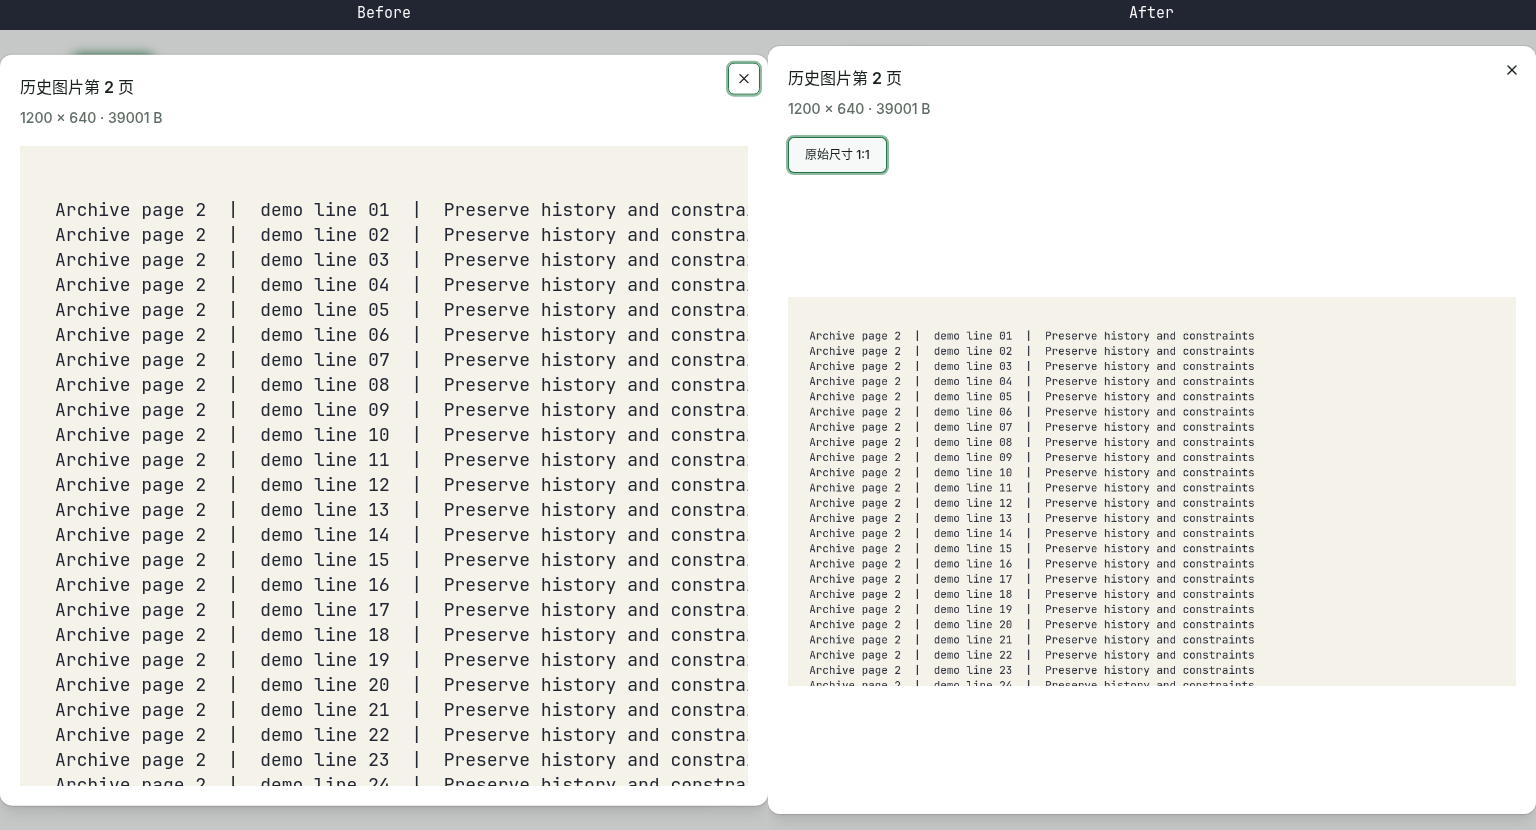 Before
After
历史图片第 2 页
1200 × 640 · 39001 B
Archive page 2 | demo line 01 | Preserve history and constra
Archive page 2 | demo line 02 | Preserve history and constra
Archive page 2 | demo line 03 | Preserve history and constra
Archive page 2 | demo line 04 | Preserve history and constra
Archive page 2 | demo line 05 | Preserve history and constra
Archive page 2 | demo line 06 | Preserve history and constra
Archive page 2 | demo line 07 | Preserve history and constra
Archive page 2 | demo line 08 | Preserve history and constra
Archive page 2 | demo line 09 | Preserve history and constra
Archive page 2 | demo line 10 | Preserve history and constra
Archive page 2 | demo line 11 | Preserve history and constra
Archive page 2 | demo line 12 | Preserve history and constra
Archive page 2 | demo line 13 | Preserve history and constra
Archive page 2 | demo line 14 | Preserve history and constra
Archive page 2 | demo line 15 | Preserve history and constra
Archive page 2 | demo line 16 | Preserve history and constra
Archive page 2 | demo line 17 | Preserve history and constra
Archive page 2 | demo line 18 | Preserve history and constra
Archive page 2 | demo line 19 | Preserve history and constra
Archive page 2 | demo line 20 | Preserve history and constra
Archive page 2 | demo line 21 | Preserve history and constra
Archive page 2 | demo line 22 | Preserve history and constra
Archive page 2 | demo line 23 | Preserve history and constra
Archive page 2 | demo line 24 | Preserve history and constra
历史图片第 2 页
1200 × 640 · 39001 B
原始尺寸 1:1
Archive page 2 | demo line 01 | Preserve history and constraints
Archive page 2 | demo line 02 | Preserve history and constraints
Archive page 2 | demo line 03 | Preserve history and constraints
Archive page 2 | demo line 04 | Preserve history and constraints
Archive page 2 | demo line 05 | Preserve history and constraints
Archive page 2 | demo line 06 | Preserve history and constraints
Archive page 2 | demo line 07 | Preserve history and constraints
Archive page 2 | demo line 08 | Preserve history and constraints
Archive page 2 | demo line 09 | Preserve history and constraints
Archive page 2 | demo line 10 | Preserve history and constraints
Archive page 2 | demo line 11 | Preserve history and constraints
Archive page 2 | demo line 12 | Preserve history and constraints
Archive page 2 | demo line 13 | Preserve history and constraints
Archive page 2 | demo line 14 | Preserve history and constraints
Archive page 2 | demo line 15 | Preserve history and constraints
Archive page 2 | demo line 16 | Preserve history and constraints
Archive page 2 | demo line 17 | Preserve history and constraints
Archive page 2 | demo line 18 | Preserve history and constraints
Archive page 2 | demo line 19 | Preserve history and constraints
Archive page 2 | demo line 20 | Preserve history and constraints
Archive page 2 | demo line 21 | Preserve history and constraints
Archive page 2 | demo line 22 | Preserve history and constraints
Archive page 2 | demo line 23 | Preserve history and constraints
Archive page 2 | demo line 24 | Preserve history and constraints